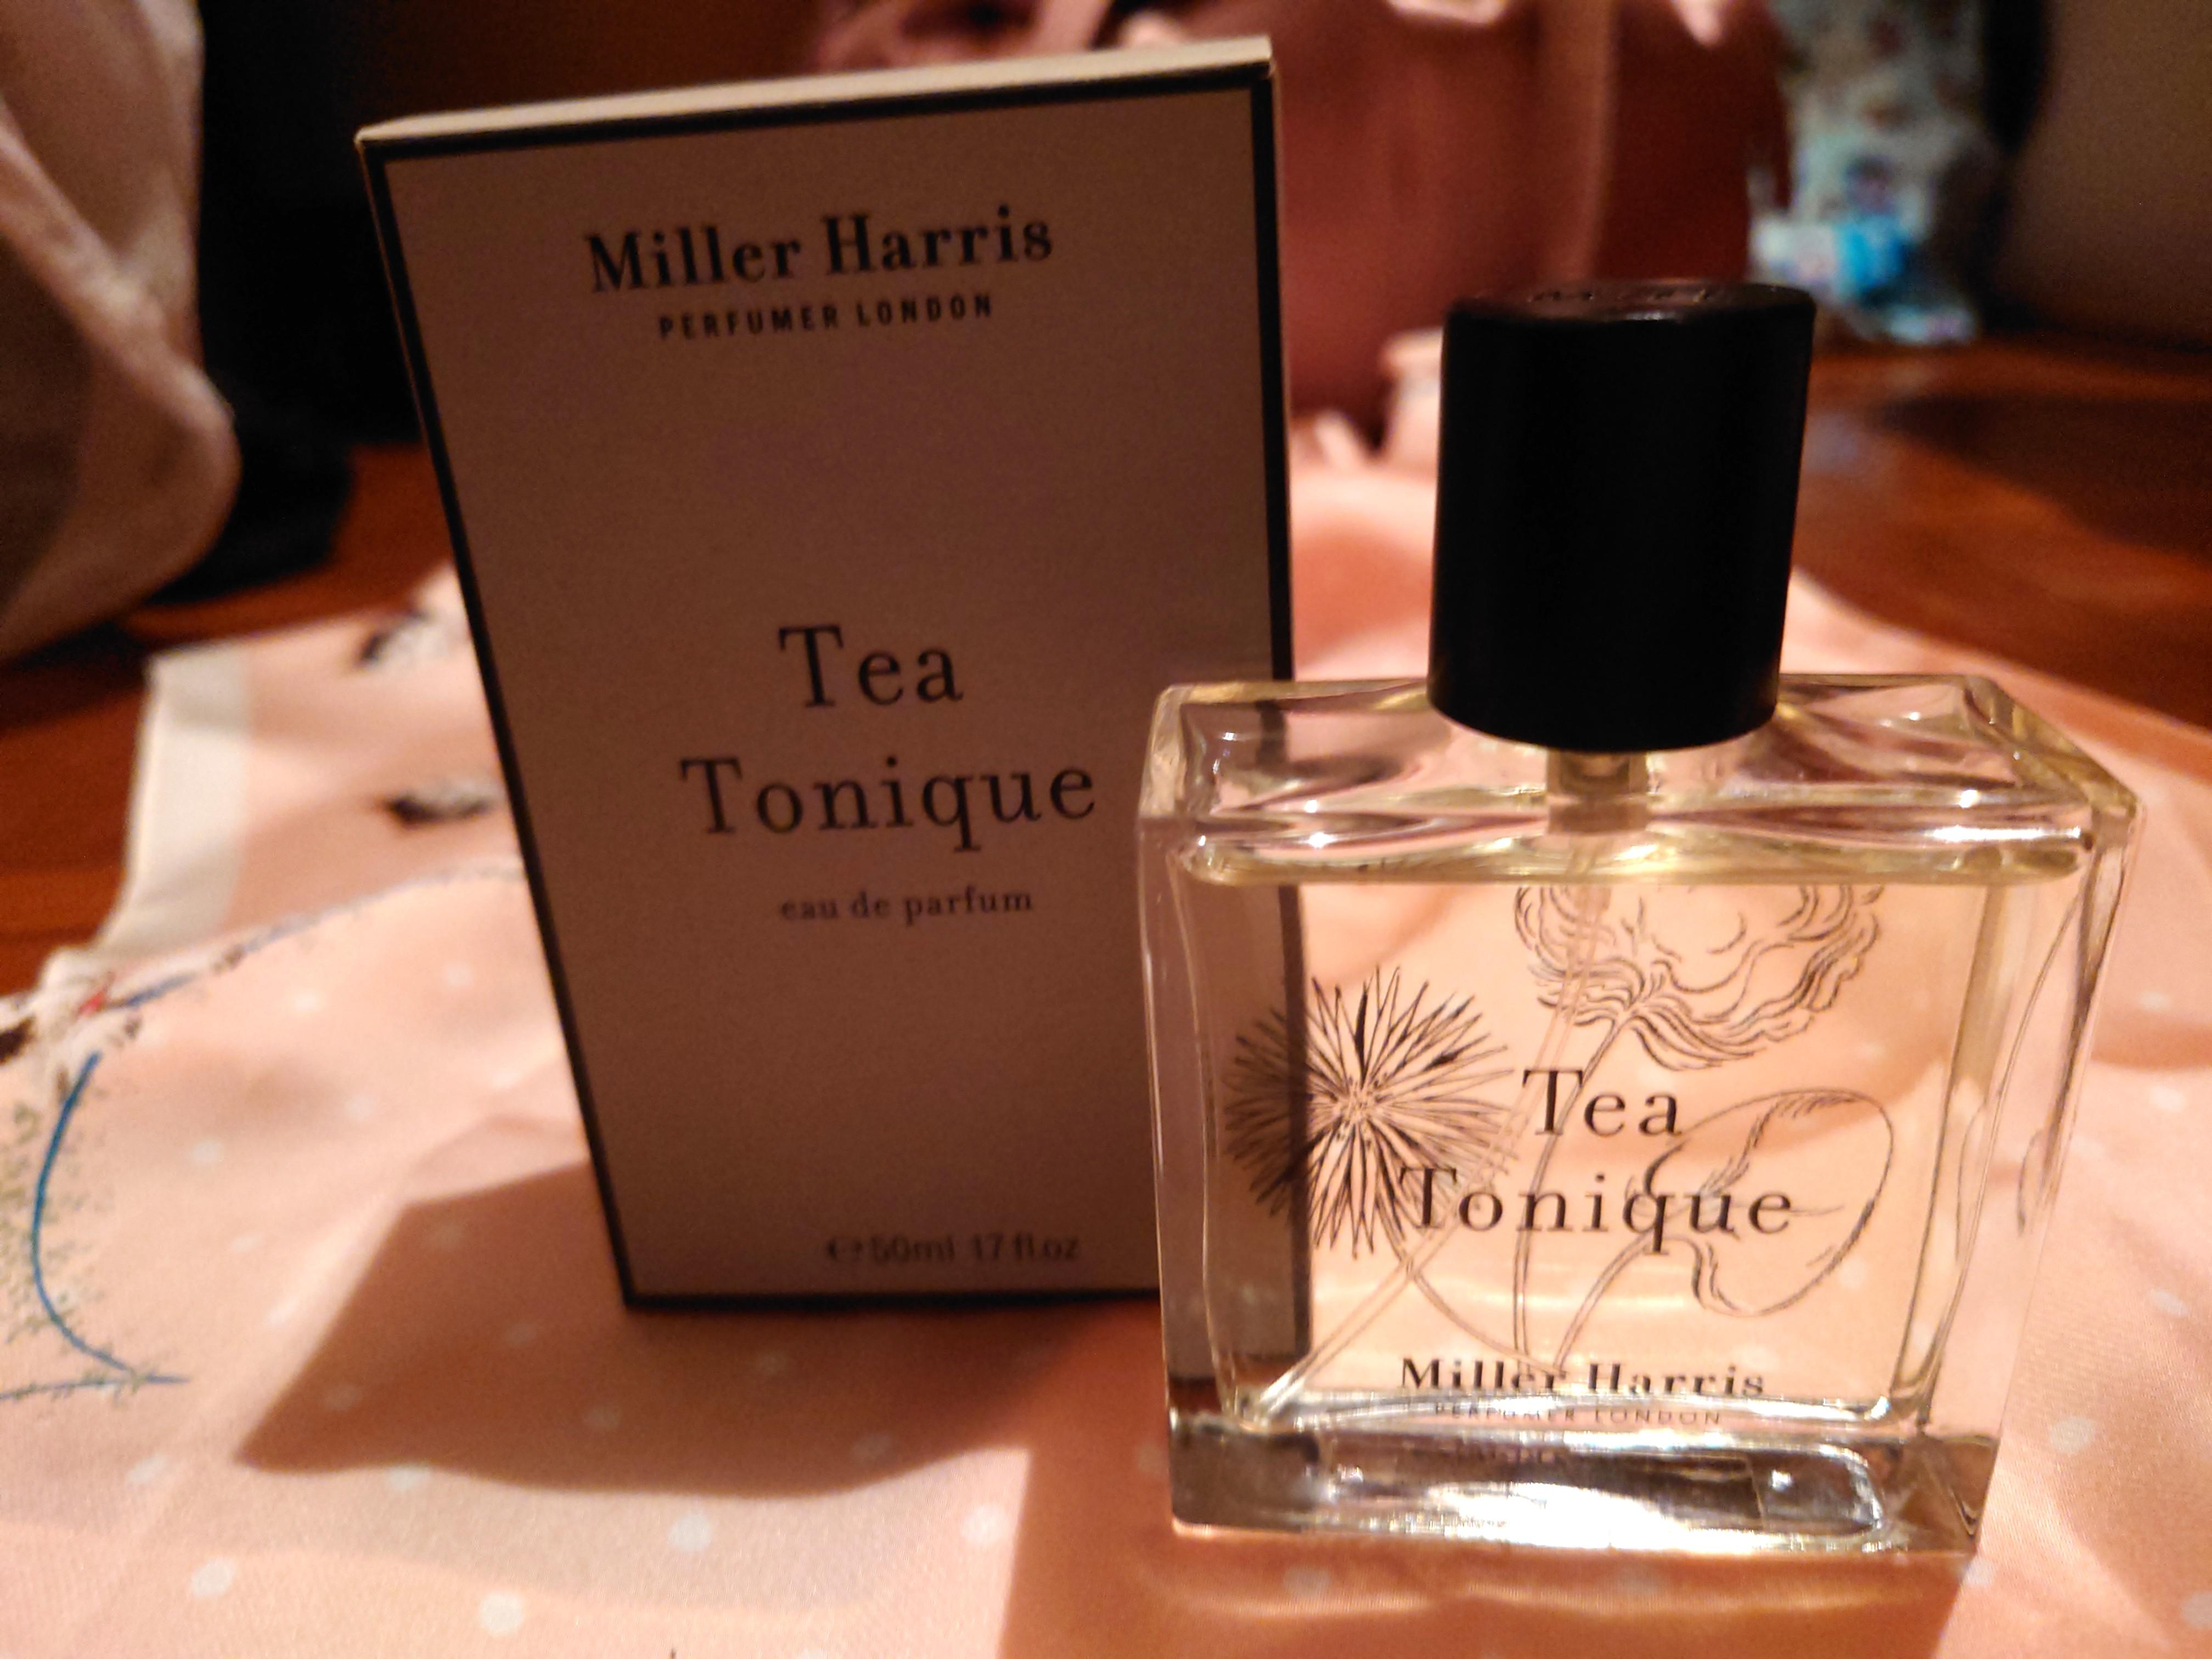 Miller Harris
PERFUMER LONDON
Tea
Tonique
eau de parfum
50ml 1.7 fl.oz
Tea
Tonique
Miller Harris
PERFUMER LONDON